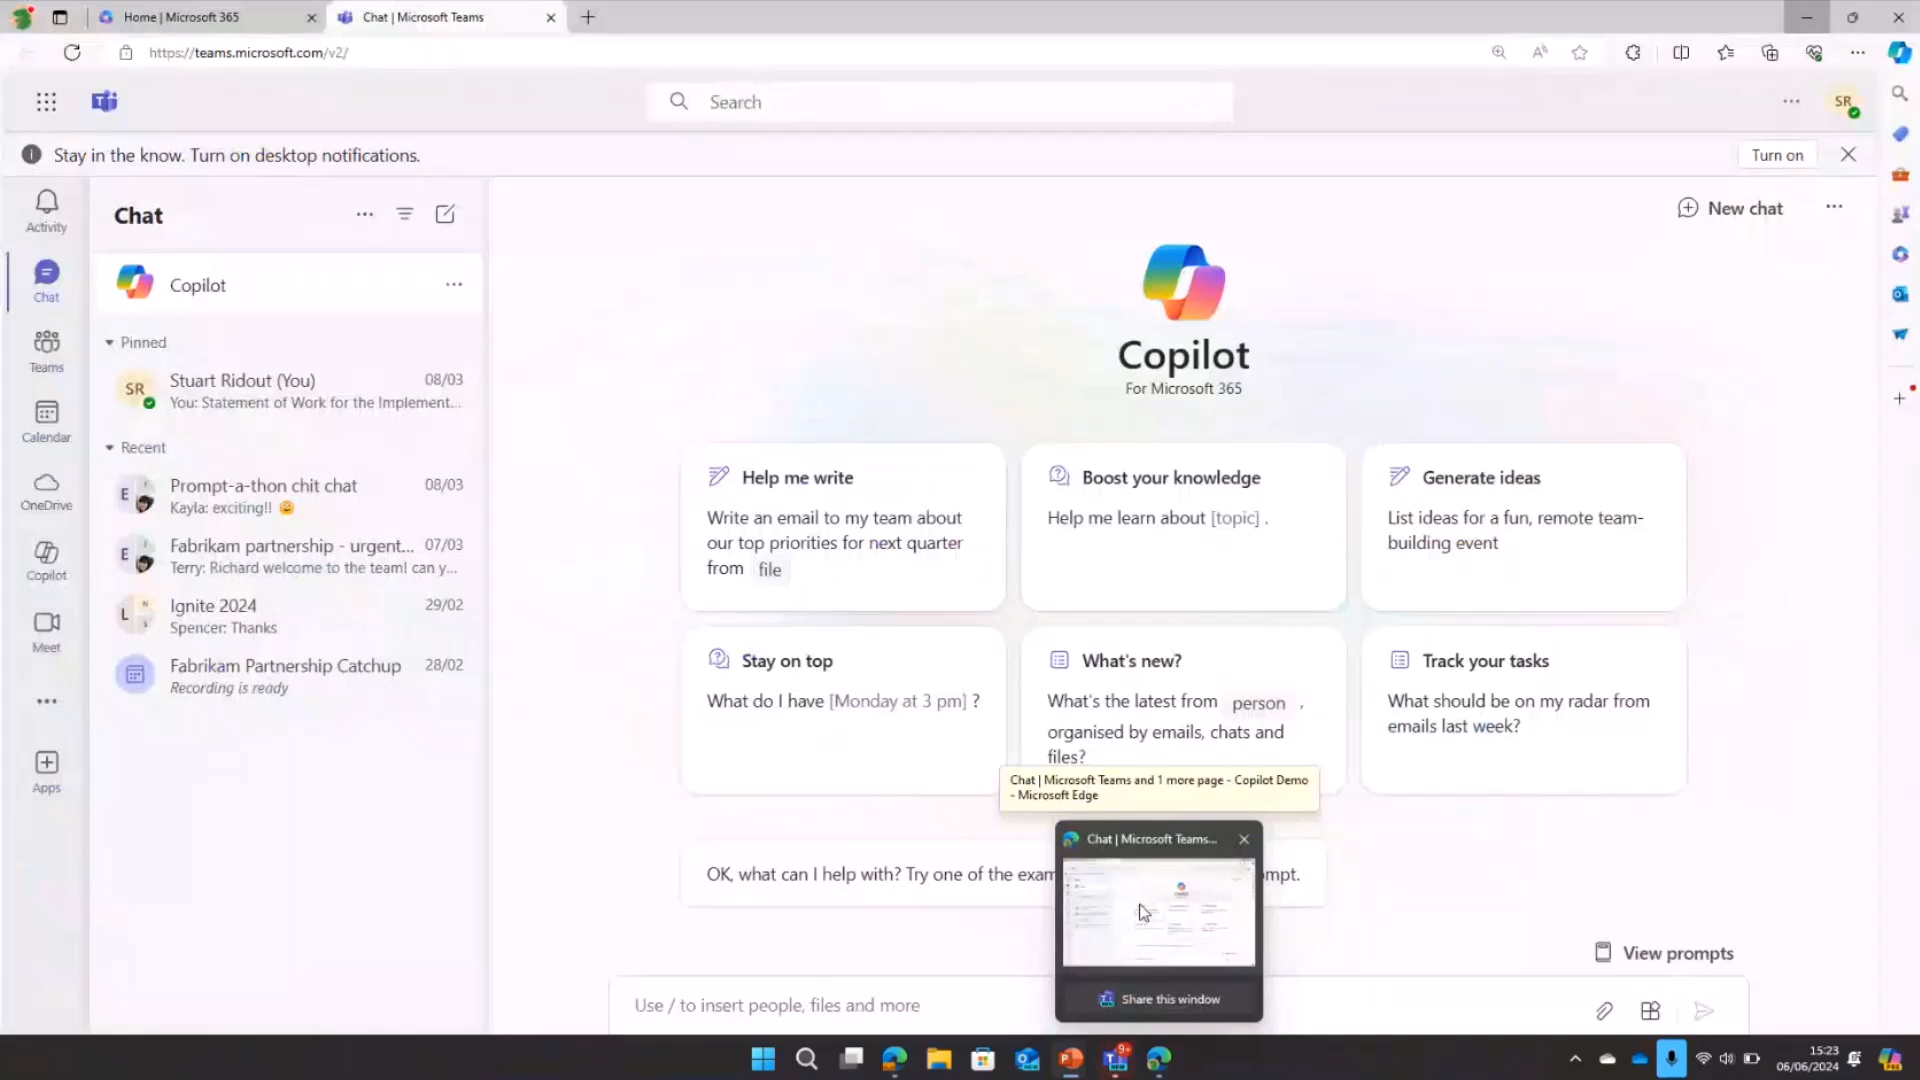 Home | Microsoft 365
Chat | Microsoft Teams
https://teams.microsoft.com/v2/
Search
SR
Stay in the know. Turn on desktop notifications.
Turn on
Activity
Chat
Teams
Calendar
OneDrive
Copilot
Meet
Apps
Chat
Copilot
Pinned
SR
Stuart Ridout (You)
08/03
You: Statement of Work for the Implement...
Recent
E
Prompt-a-thon chit chat
08/03
Kayla: exciting!!
E
Fabrikam partnership - urgent...
07/03
Terry: Richard welcome to the team! can y...
L
N
Ignite 2024
29/02
Spencer: Thanks
Fabrikam Partnership Catchup
28/02
Recording is ready
New chat
Copilot
For Microsoft 365
Help me write
Write an email to my team about
our top priorities for next quarter
from file
Boost your knowledge
Help me learn about [topic] .
Generate ideas
List ideas for a fun, remote team-
building event
Stay on top
What do I have [Monday at 3 pm] ?
What's new?
What's the latest from person ,
organised by emails, chats and
files?
Track your tasks
What should be on my radar from
emails last week?
Chat | Microsoft Teams and 1 more page - Copilot Demo
- Microsoft Edge
Chat | Microsoft Teams...
OK, what can I help with? Try one of the exam
mpt.
Share this window
View prompts
Use / to insert people, files and more
9+
15:23
06/06/2024